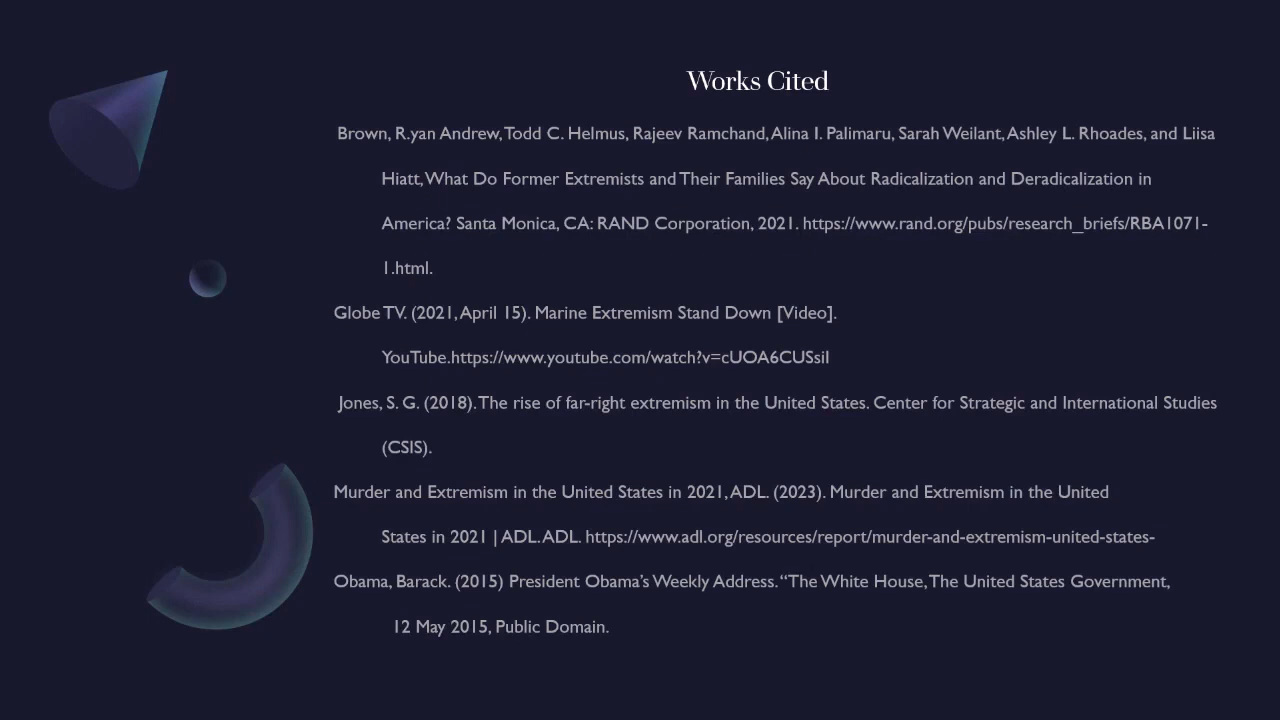 Works Cited
Brown, R.yan Andrew, Todd C. Helmus, Rajeev Ramchand, Alina I. Palimaru, Sarah Weilant, Ashley L. Rhoades, and Liisa
Hiatt, What Do Former Extremists and Their Families Say About Radicalization and Deradicalization in
America? Santa Monica, CA: RAND Corporation, 2021. https://www.rand.org/pubs/research_briefs/RBA1071-
1.html.
Globe TV. (2021, April 15). Marine Extremism Stand Down [Video].
YouTube.https://www.youtube.com/watch?v=cUOA6CUSsiI
Jones, S. G. (2018). The rise of far-right extremism in the United States. Center for Strategic and International Studies
(CSIS).
Murder and Extremism in the United States in 2021, ADL. (2023). Murder and Extremism in the United
States in 2021 | ADL. ADL. https://www.adl.org/resources/report/murder-and-extremism-united-states-
Obama, Barack. (2015) President Obama's Weekly Address. “The White House, The United States Government,
12 May 2015, Public Domain.